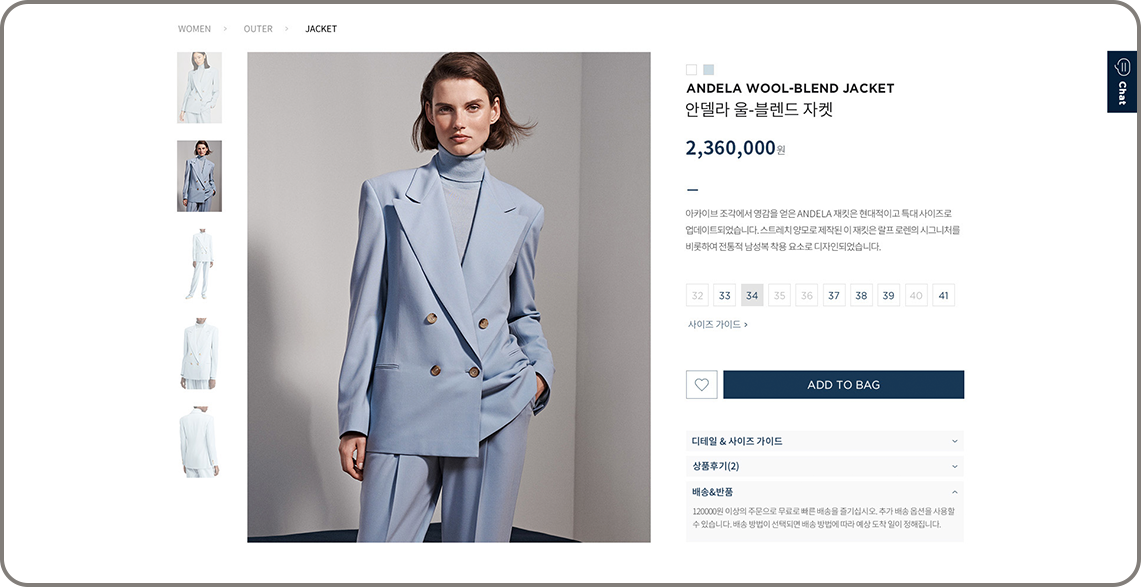 WOMEN > OUTER > JACKET
Chat
ANDELA WOOL-BLEND JACKET
안델라 울-블렌드 자켓
2,360,000원
아카이브 조각에서 영감을 얻은 ANDELA 재킷은 현대적이고 특대 사이즈로
업데이트되었습니다. 스트레치 양모로 제작된 이 재킷은 랄프 로렌의 시그니처를
비롯하여 전통적 남성복 착용 요소로 디자인되었습니다.
32 33 34 35 36 37 38 39 40 41
사이즈 가이드 >
ADD TO BAG
디테일 & 사이즈 가이드
상품후기(2)
배송&반품
120000원 이상의 주문으로 무료로 빠른 배송을 즐기십시오. 추가 배송 옵션을 사용할
수 있습니다. 배송 방법이 선택되면 배송 방법에 따라 예상 도착 일이 정해집니다.